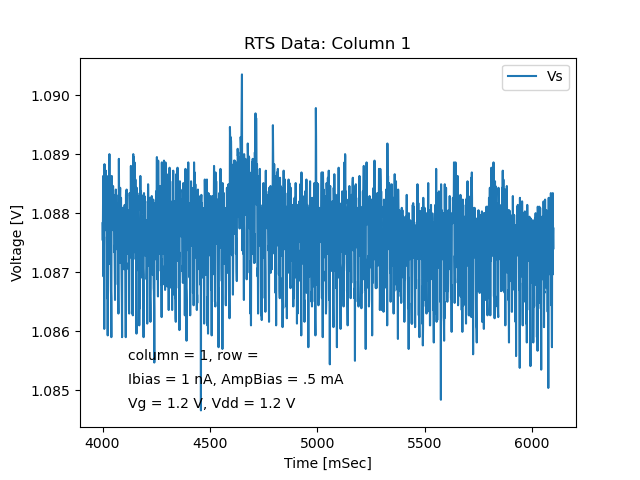 RTS Data: Column 1
Vs
1.090
1.089
1.088
1.087
1.086
1.085
Voltage [V]
column = 1, row =
Ibias = 1 nA, AmpBias = .5 mA
Vg = 1.2 V, Vdd = 1.2 V
4000 4500 5000 5500 6000
Time [mSec]